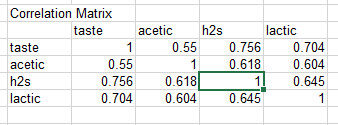 Correlation Matrix
taste acetic h2s lactic
taste 1 0.55 0.756 0.704
acetic 0.55 1 0.618 0.604
h2s 0.756 0.618 1 0.645
lactic 0.704 0.604 0.645 1